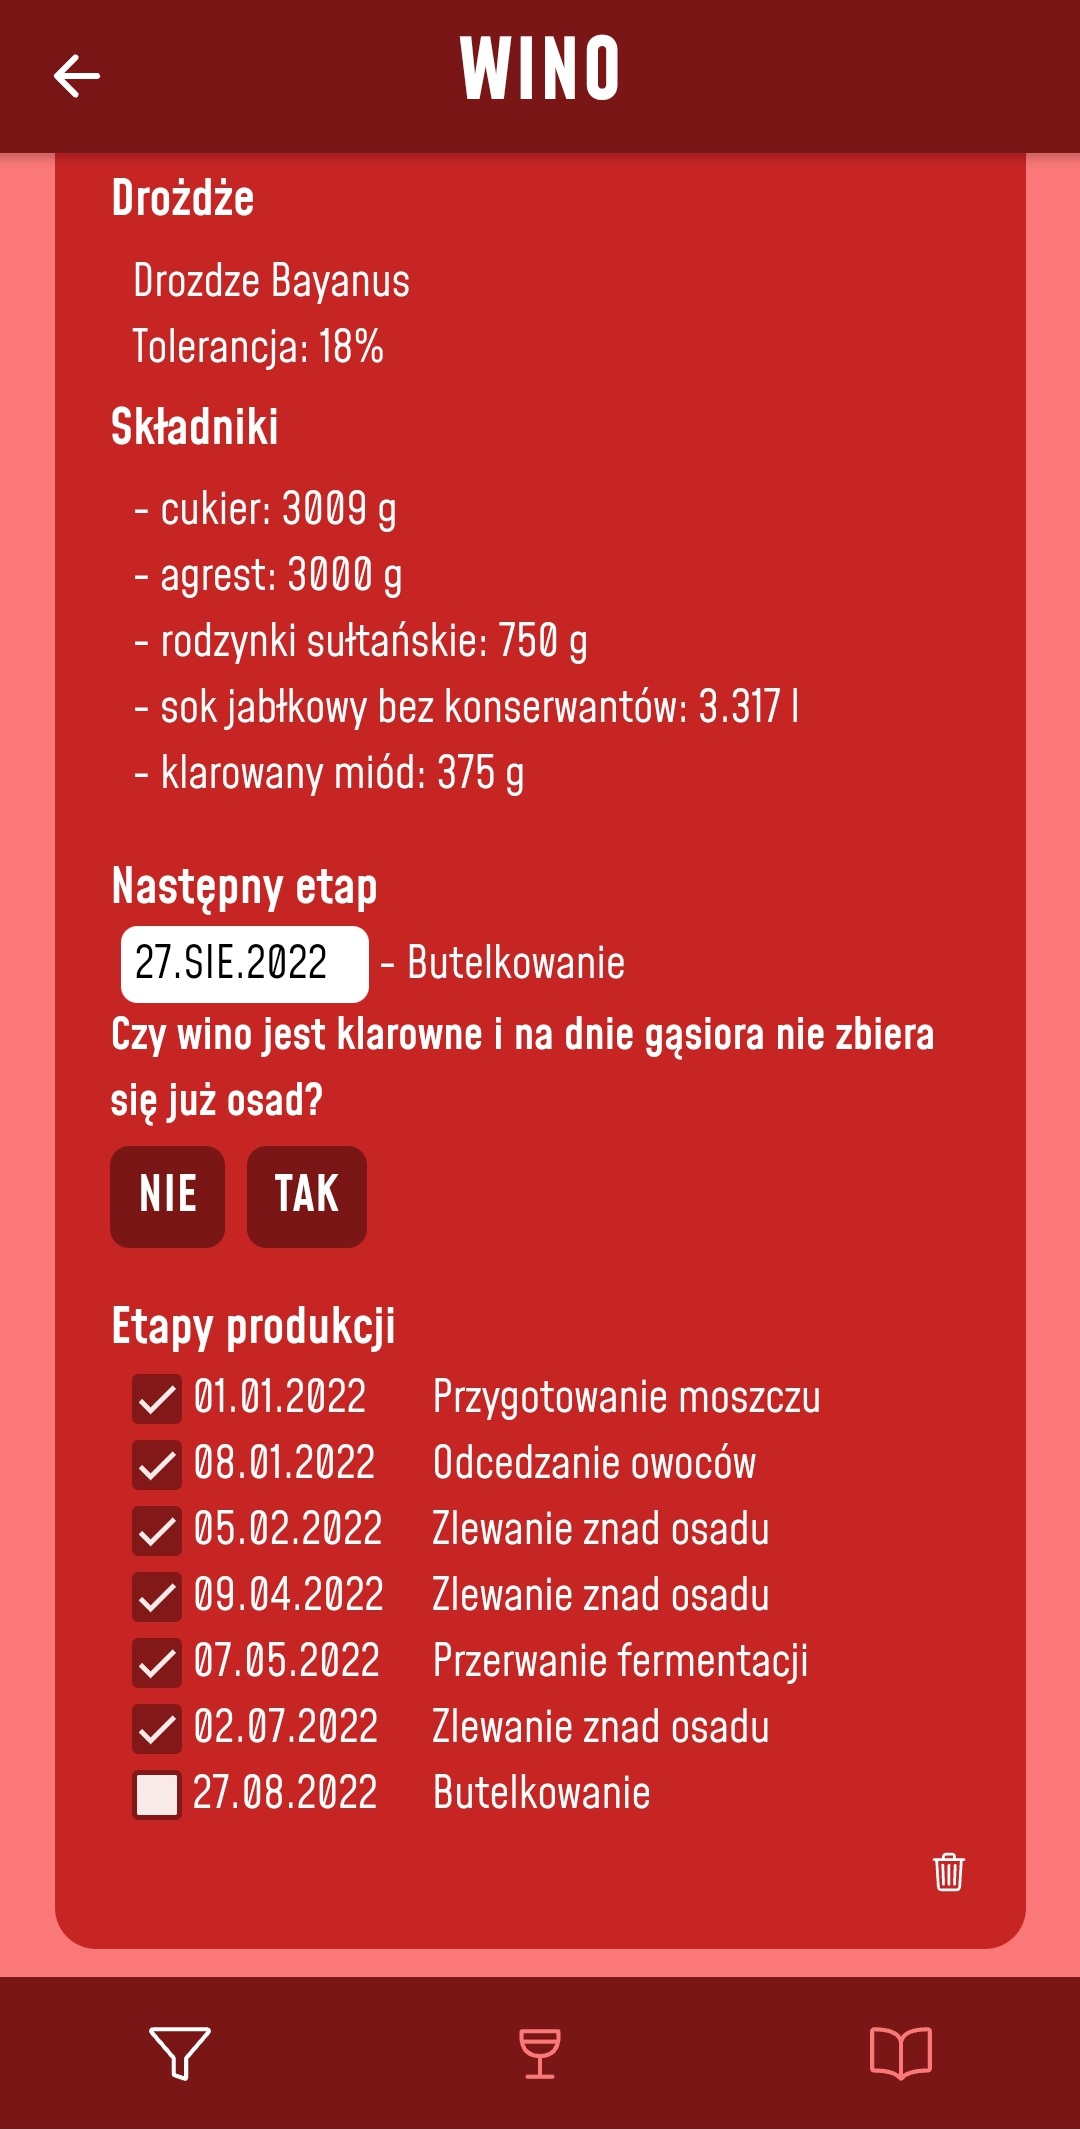 WINO
Drożdże
Drozdze Bayanus
Tolerancja: 18%
Składniki
- cukier: 3009 g
- agrest: 3000 g
- rodzynki sułtańskie: 750 g
- sok jabłkowy bez konserwantów: 3.317 l
- klarowany miód: 375 g
Następny etap
27.SIE.2022 - Butelkowanie
Czy wino jest klarowne i na dnie gąsiora nie zbiera
się już osad?
NIE TAK
Etapy produkcji
01.01.2022 Przygotowanie moszczu
08.01.2022 Odcedzanie owoców
05.02.2022 Zlewanie znad osadu
09.04.2022 Zlewanie znad osadu
07.05.2022 Przerwanie fermentacji
02.07.2022 Zlewanie znad osadu
27.08.2022 Butelkowanie